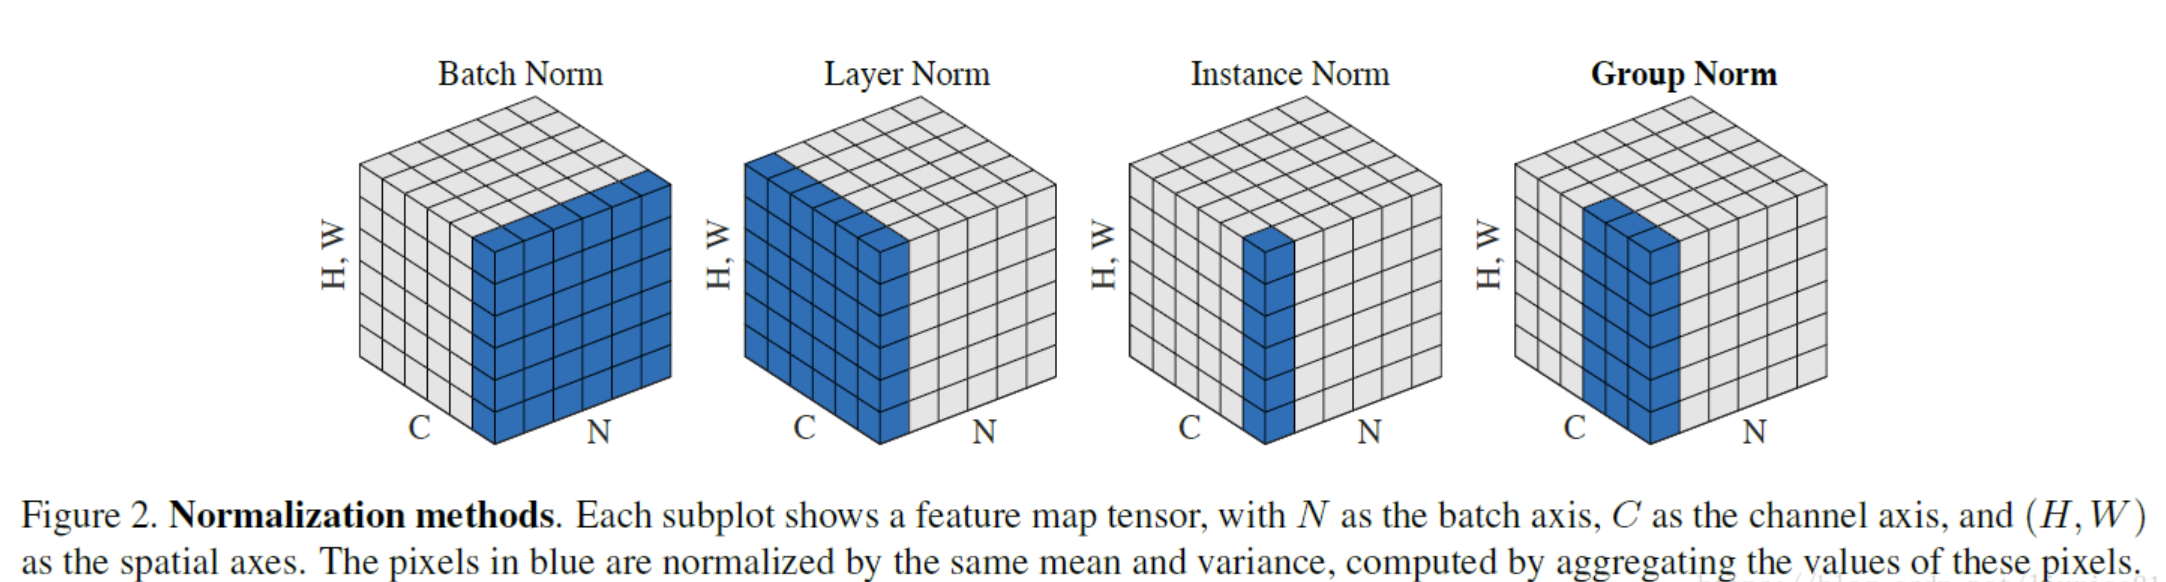 Batch Norm
Layer Norm
Instance Norm
Group Norm
H, W
C
N
H, W
C
N
H, W
C
N
H, W
C
N
Figure 2. Normalization methods. Each subplot shows a feature map tensor, with N as the batch axis, C as the channel axis, and (H, W)
as the spatial axes. The pixels in blue are normalized by the same mean and variance, computed by aggregating the values of these pixels.